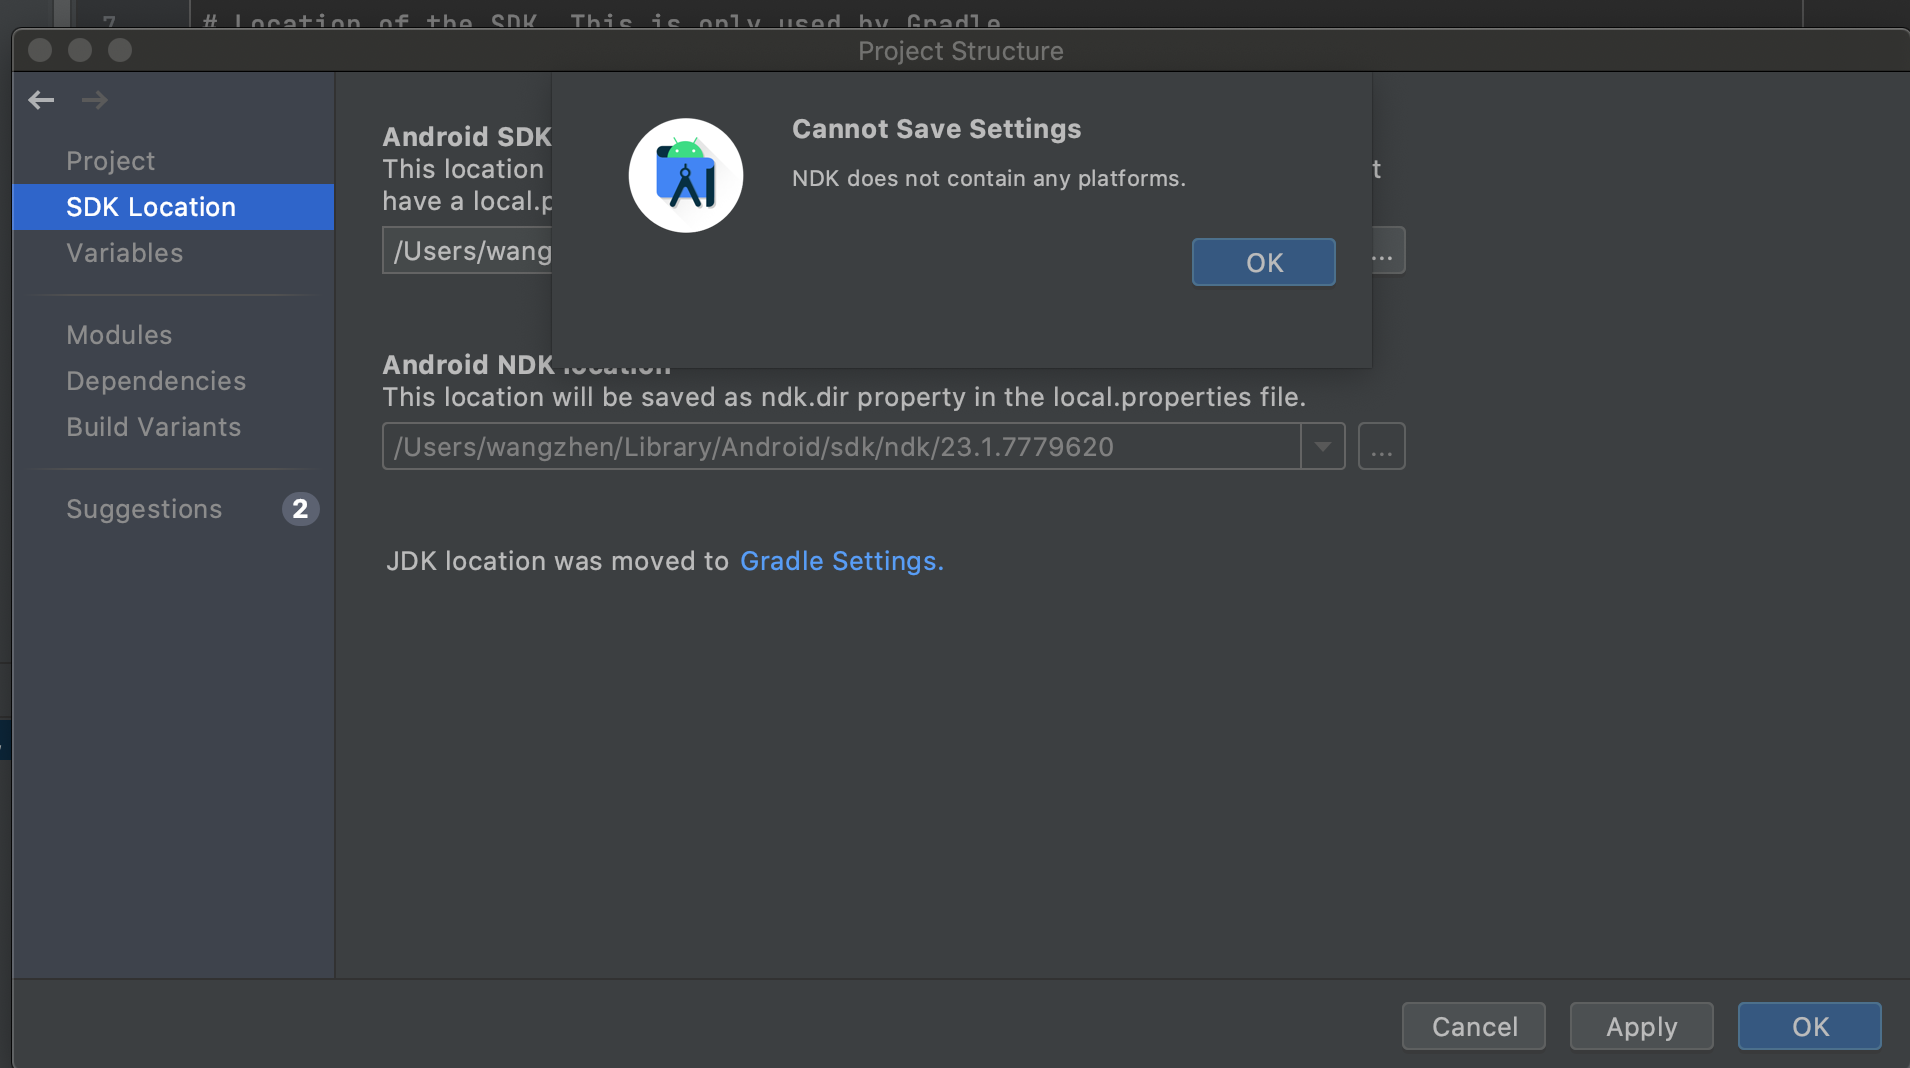 7 # Location of the SDK. This is only used by Gradle
Project Structure
Project
SDK Location
Variables
Modules
Dependencies
Build Variants
Suggestions 2
Android SDK
This location t
have a local.p
/Users/wang ...
Cannot Save Settings
NDK does not contain any platforms.
OK
Android NDK location
This location will be saved as ndk.dir property in the local.properties file.
/Users/wangzhen/Library/Android/sdk/ndk/23.1.7779620 ...
JDK location was moved to Gradle Settings.
Cancel Apply OK